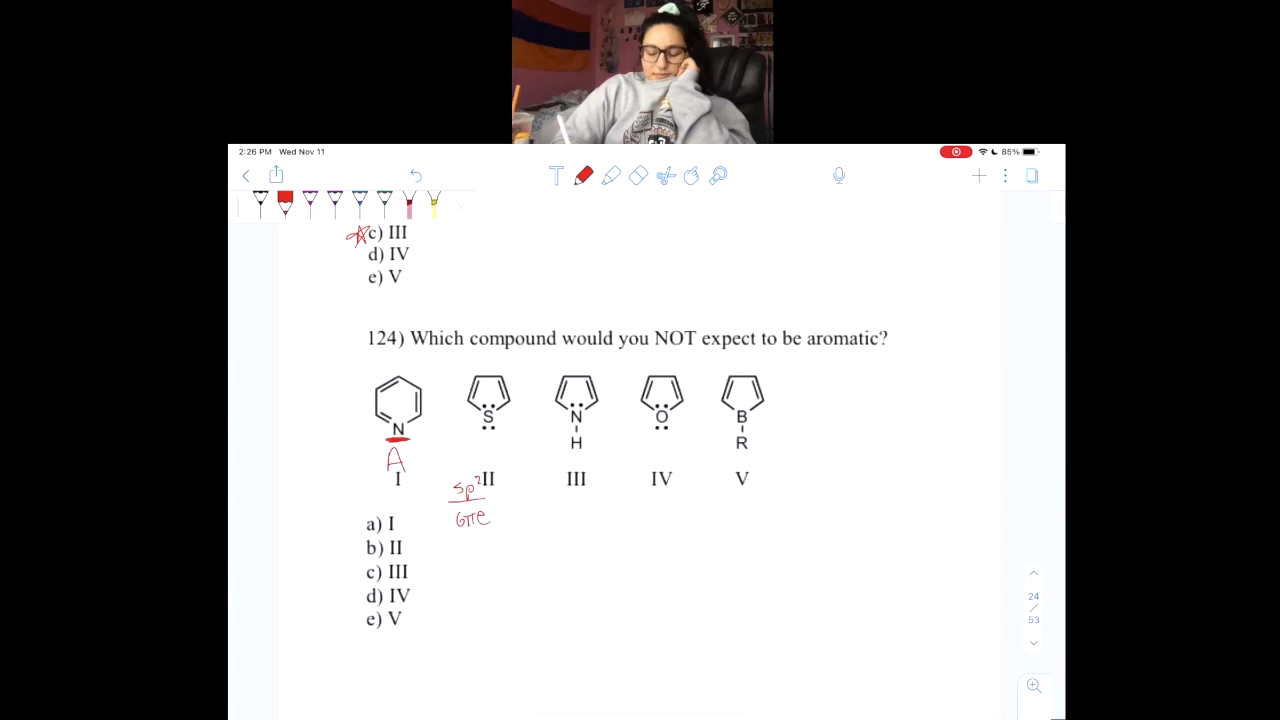 2:26 PM Wed Nov 11
85%
T
c) III
d) IV
e) V
124) Which compound would you NOT expect to be aromatic?
N S N O B
H R
A
I II III IV V
sp²
6πe
a) I
b) II
c) III
d) IV
e) V
24
/
53